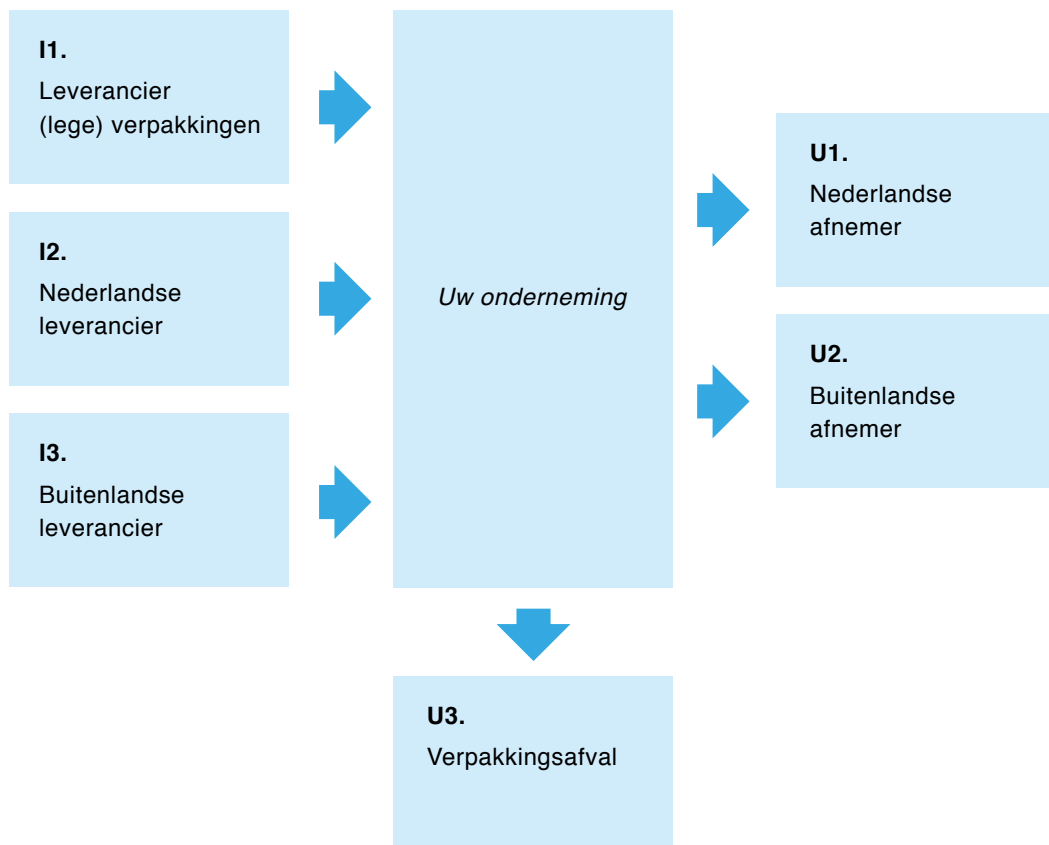 I1.
Leverancier
(lege) verpakkingen
I2.
Nederlandse
leverancier
I3.
Buitenlandse
leverancier
Uw onderneming
U1.
Nederlandse
afnemer
U2.
Buitenlandse
afnemer
U3.
Verpakkingsafval